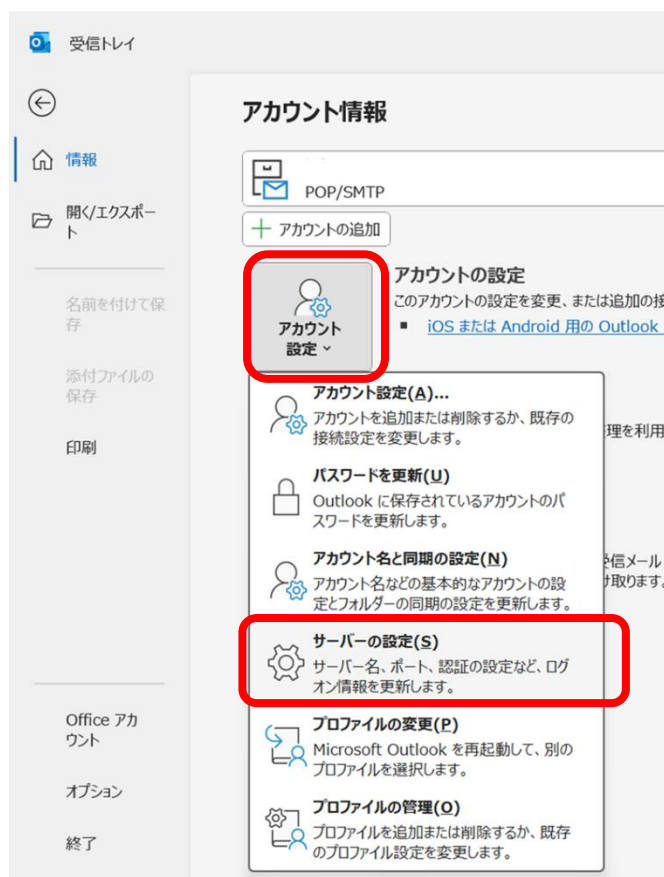 受信トレイ
アカウント情報
情報
POP/SMTP
開く/エクスポー
ト
アカウントの追加
アカウントの設定
このアカウントの設定を変更、または追加の接
iOS または Android 用の Outlook
アカウント
設定
名前を付けて保
存
添付ファイルの
保存
印刷
アカウント設定(A)...
アカウントを追加または削除するか、既存の
接続設定を変更します。
理を利用
パスワードを更新(U)
Outlook に保存されているアカウントのパ
スワードを更新します。
アカウント名と同期の設定(N)
アカウント名などの基本的なアカウントの設
定とフォルダーの同期の設定を更新します。
受信メール
け取ります。
サーバーの設定(S)
サーバー名、ポート、認証の設定など、ログ
オン情報を更新します。
プロファイルの変更(P)
Microsoft Outlook を再起動して、別の
プロファイルを選択します。
プロファイルの管理(O)
プロファイルを追加または削除するか、既存
のプロファイル設定を変更します。
Office アカ
ウント
オプション
終了